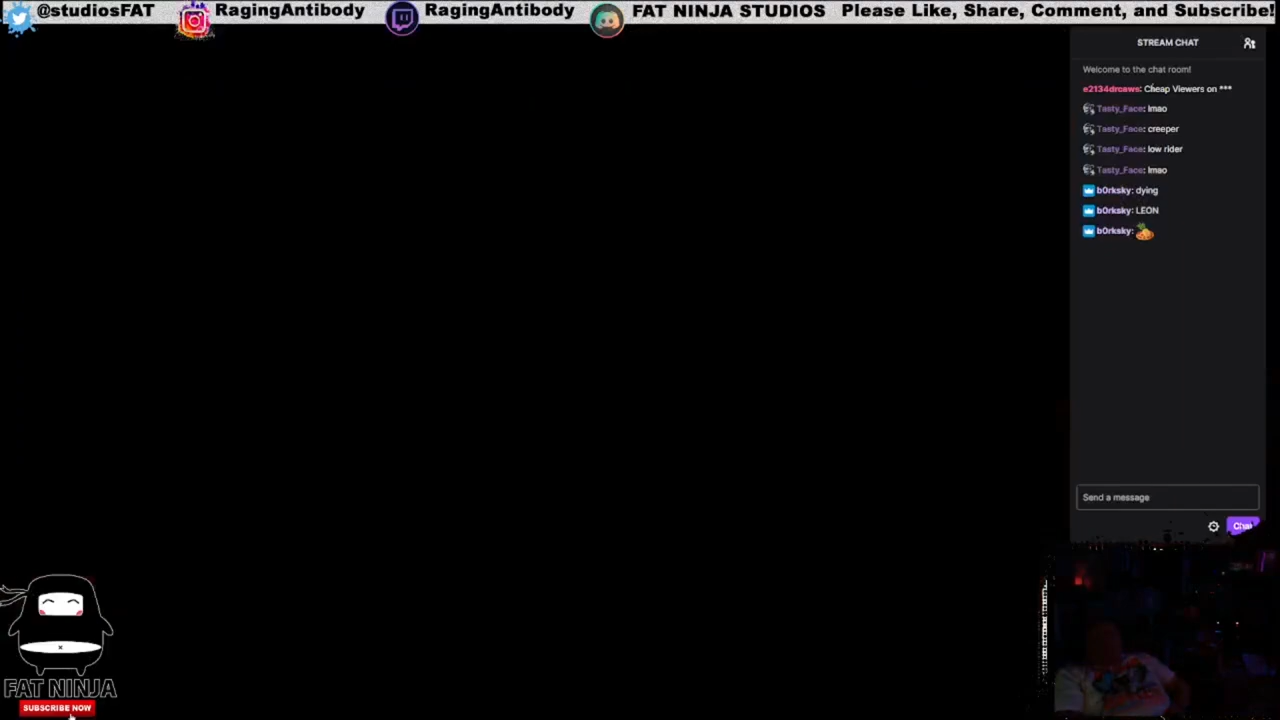 @studiosFAT RagingAntibody RagingAntibody FAT NINJA STUDIOS Please Like, Share, Comment, and Subscribe!
STREAM CHAT
Welcome to the chat room!
e2134drcaws: Cheap Viewers on ***
Tasty_Face: lmao
Tasty_Face: creeper
Tasty_Face: low rider
Tasty_Face: lmao
b0rksky: dying
b0rksky: LEON
b0rksky:
Send a message
Chat
FAT NINJA
SUBSCRIBE NOW